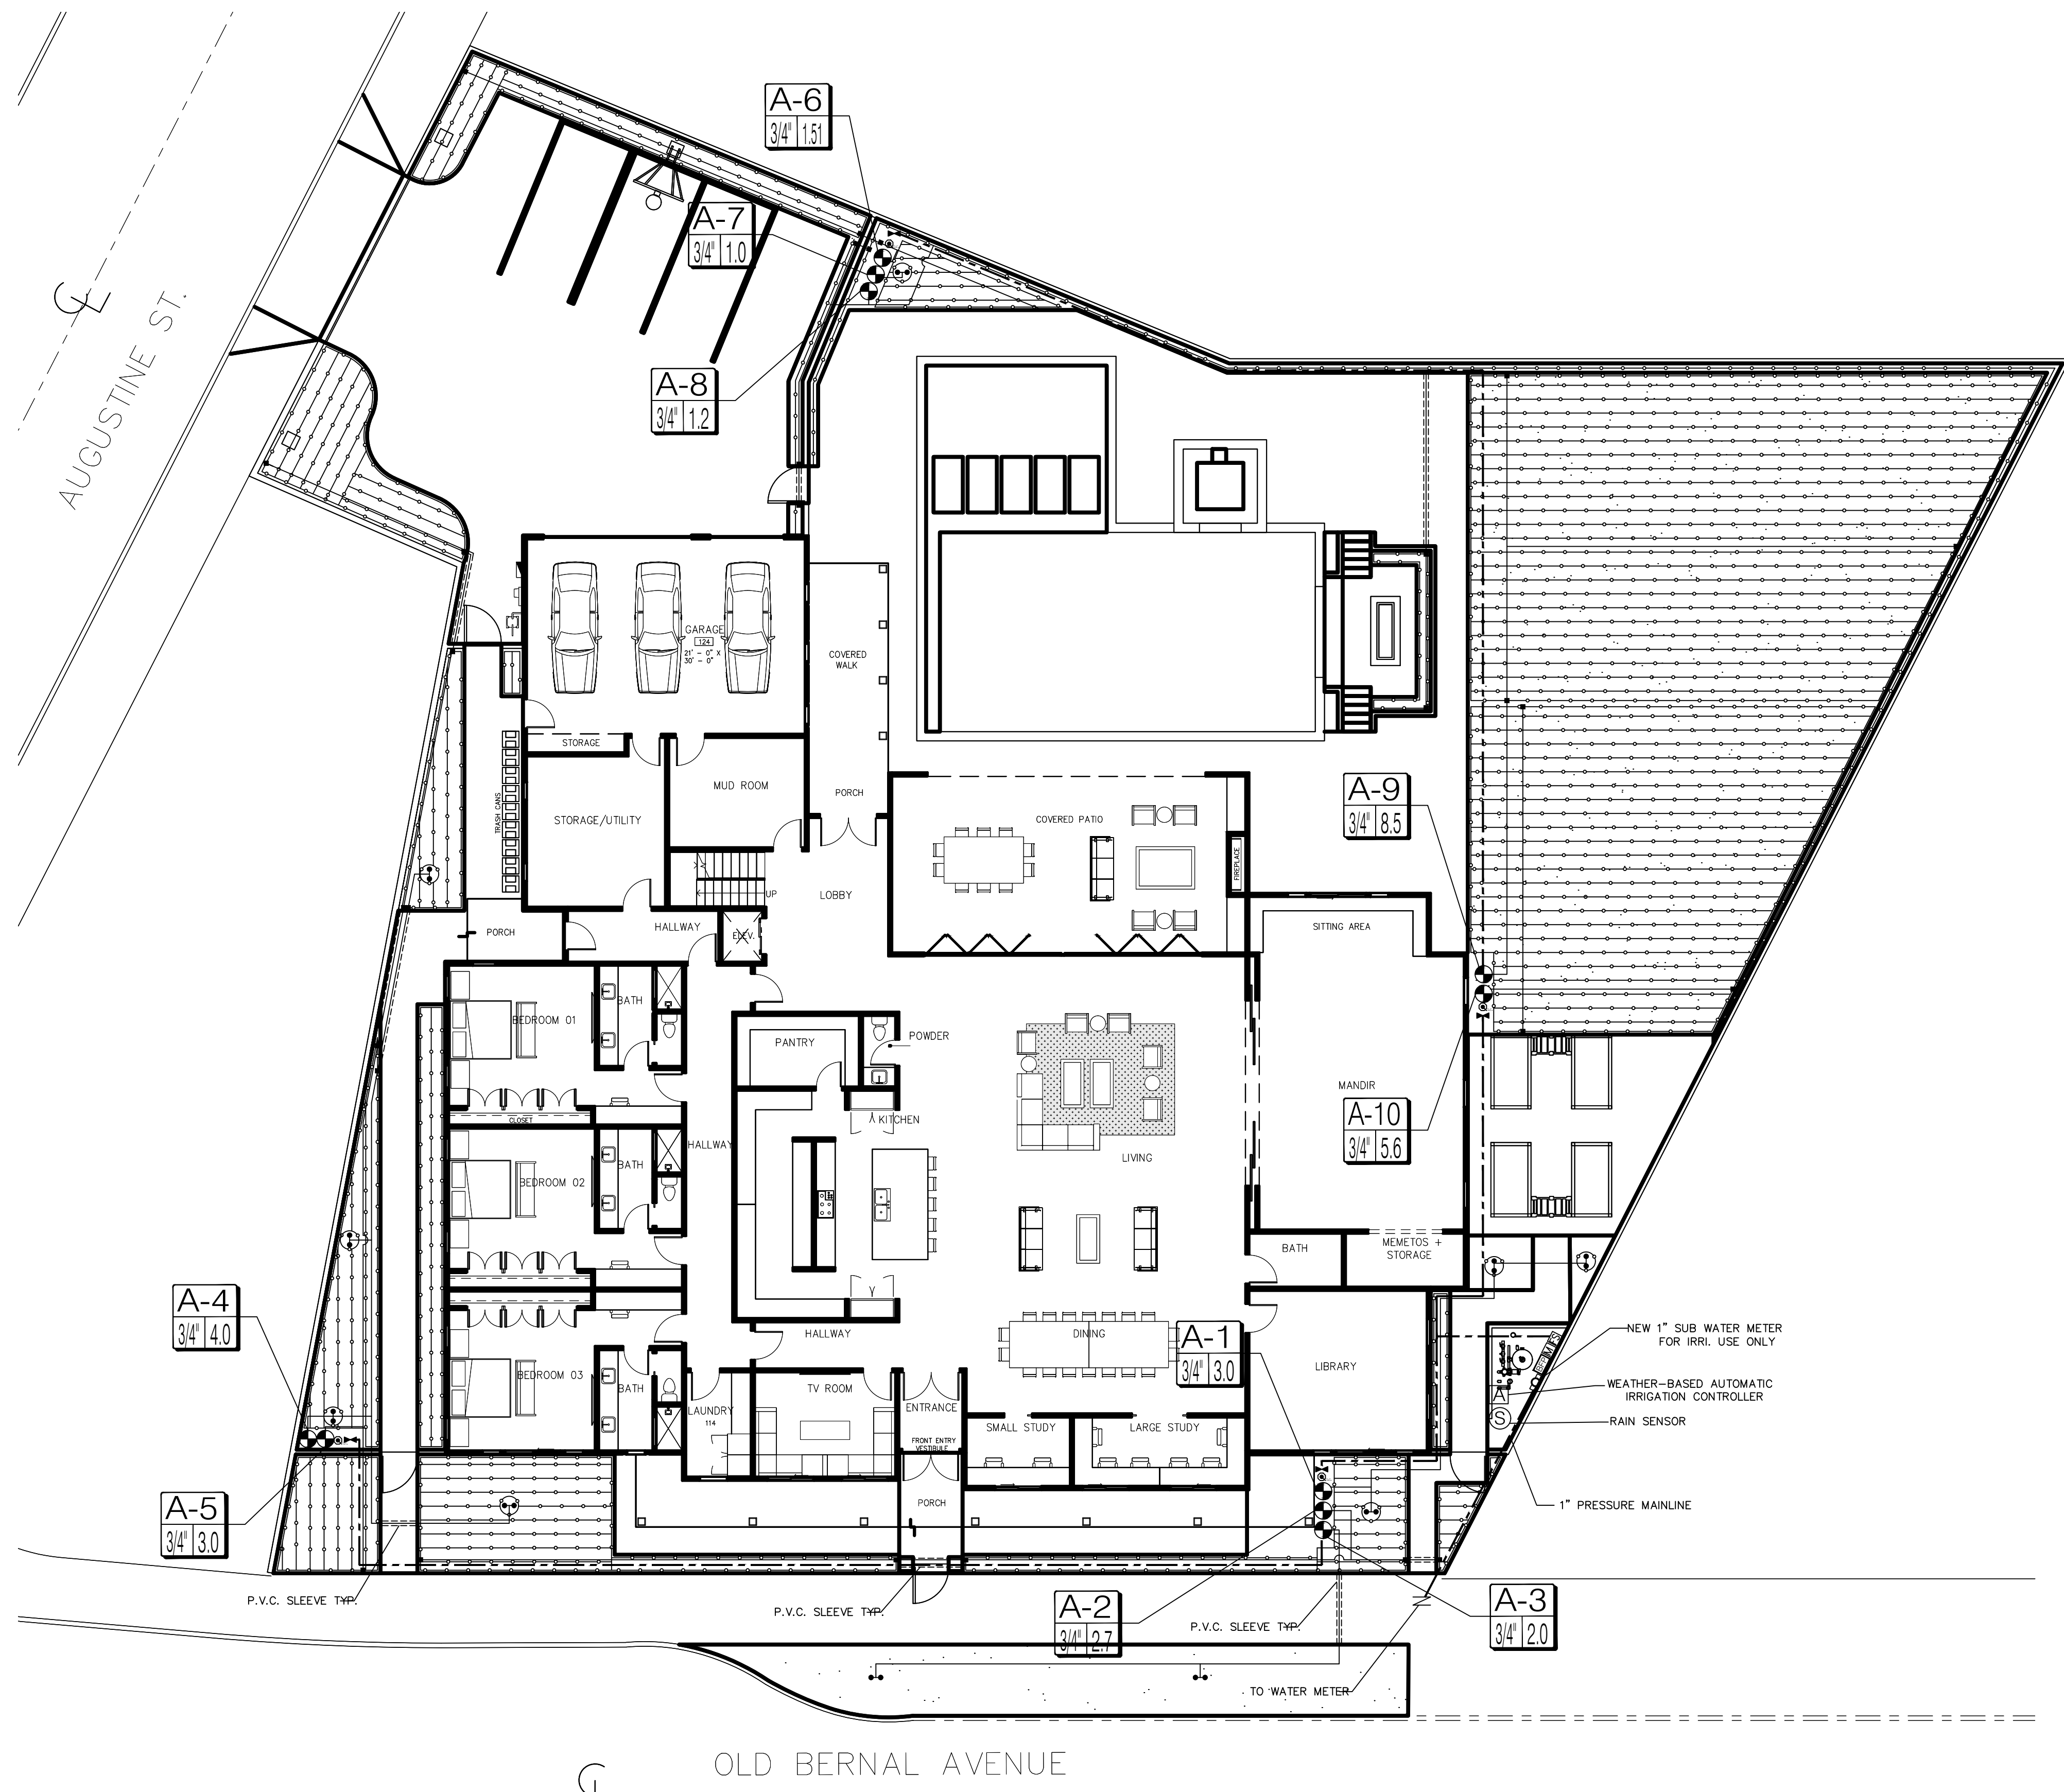 A-6
3/4" 1.51
A-7
3/4" 1.0
AUGUSTINE ST.
A-8
3/4" 1.2
GARAGE
124
21' - 0" X
30' - 0"
COVERED
WALK
STORAGE
MUD ROOM
PORCH
STORAGE/UTILITY
TRASH CANS
COVERED PATIO
FIREPLACE
A-9
3/4" 8.5
UP
LOBBY
HALLWAY
ELEV.
PORCH
SITTING AREA
BEDROOM 01
BATH
PANTRY
POWDER
CLOSET
KITCHEN
MANDIR
A-10
3/4" 5.6
HALLWAY
BATH
LIVING
BEDROOM 02
BATH
MEMETOS +
STORAGE
A-4
3/4" 4.0
HALLWAY
DINING
A-1
3/4" 3.0
LIBRARY
NEW 1" SUB WATER METER
FOR IRRI. USE ONLY
BFP
M
FS
A
WEATHER-BASED AUTOMATIC
IRRIGATION CONTROLLER
S
RAIN SENSOR
BEDROOM 03
BATH
TV ROOM
LAUNDRY
114
ENTRANCE
SMALL STUDY
LARGE STUDY
FRONT ENTRY
VESTIBULE
A-5
3/4" 3.0
PORCH
1" PRESSURE MAINLINE
P.V.C. SLEEVE TYP.
P.V.C. SLEEVE TYP.
A-2
3/4" 2.7
P.V.C. SLEEVE TYP.
A-3
3/4" 2.0
TO WATER METER
OLD BERNAL AVENUE